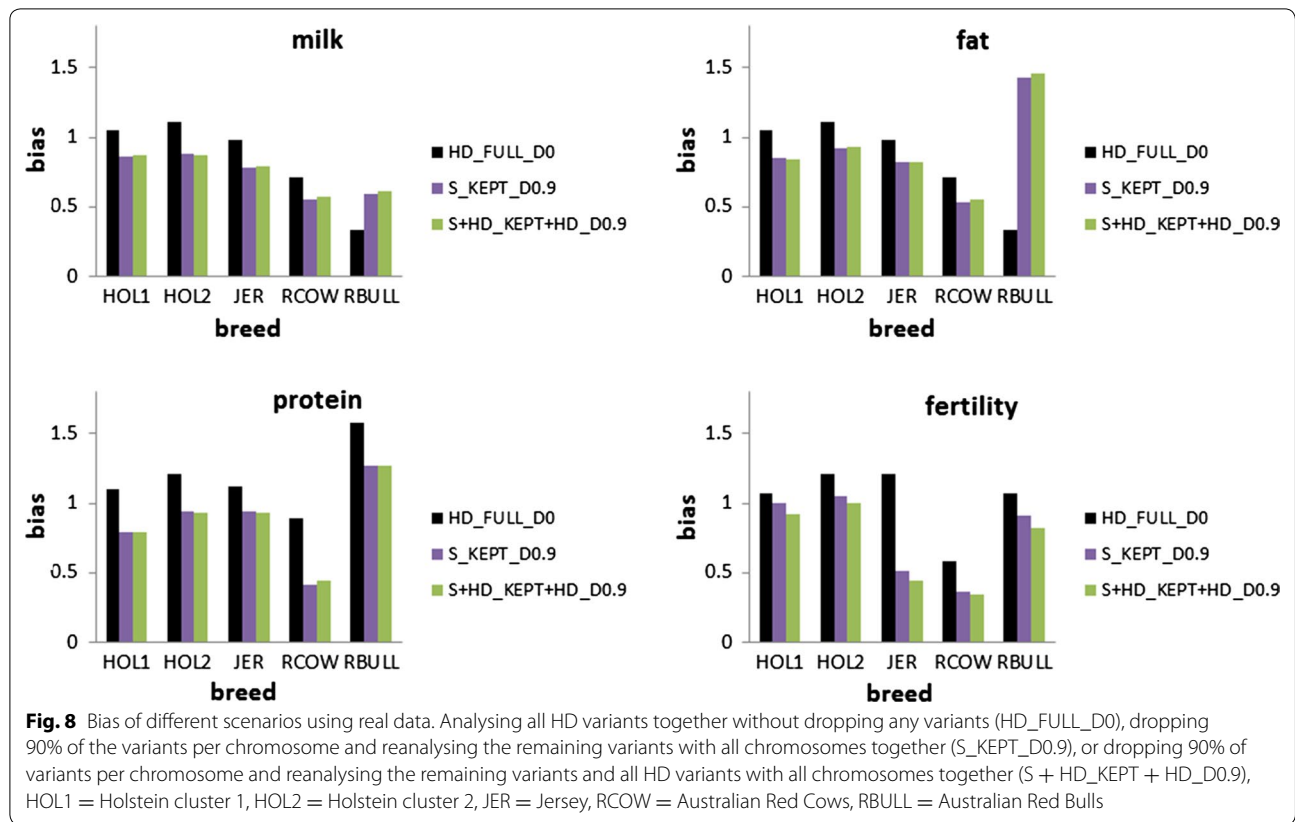 milk
1.5
1
0.5
0
bias
HOL1 HOL2 JER RCOW RBULL
breed
HD_FULL_D0
S_KEPT_D0.9
S+HD_KEPT+HD_D0.9
fat
1.5
1
0.5
0
bias
HOL1 HOL2 JER RCOW RBULL
breed
HD_FULL_D0
S_KEPT_D0.9
S+HD_KEPT+HD_D0.9
protein
1.5
1
0.5
0
bias
HOL1 HOL2 JER RCOW RBULL
breed
HD_FULL_D0
S_KEPT_D0.9
S+HD_KEPT+HD_D0.9
fertility
1.5
1
0.5
0
bias
HOL1 HOL2 JER RCOW RBULL
breed
HD_FULL_D0
S_KEPT_D0.9
S+HD_KEPT+HD_D0.9
Fig. 8 Bias of different scenarios using real data. Analysing all HD variants together without dropping any variants (HD_FULL_D0), dropping
90% of the variants per chromosome and reanalysing the remaining variants with all chromosomes together (S_KEPT_D0.9), or dropping 90% of
variants per chromosome and reanalysing the remaining variants and all HD variants with all chromosomes together (S + HD_KEPT + HD_D0.9),
HOL1 = Holstein cluster 1, HOL2 = Holstein cluster 2, JER = Jersey, RCOW = Australian Red Cows, RBULL = Australian Red Bulls